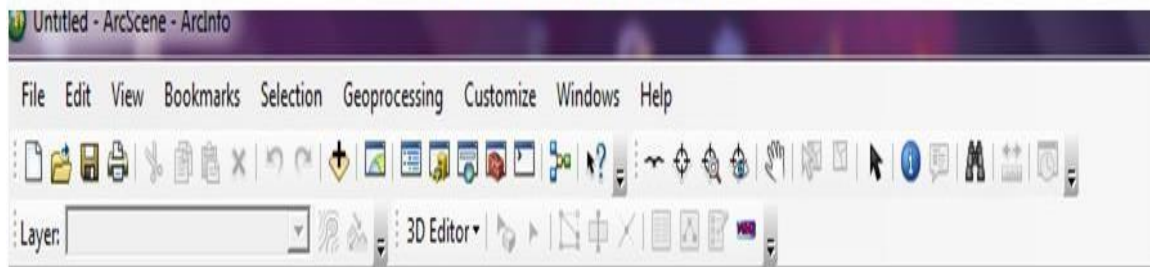 Untitled - ArcScene - ArcInfo
File Edit View Bookmarks Selection Geoprocessing Customize Windows Help
Layer: 3D Editor